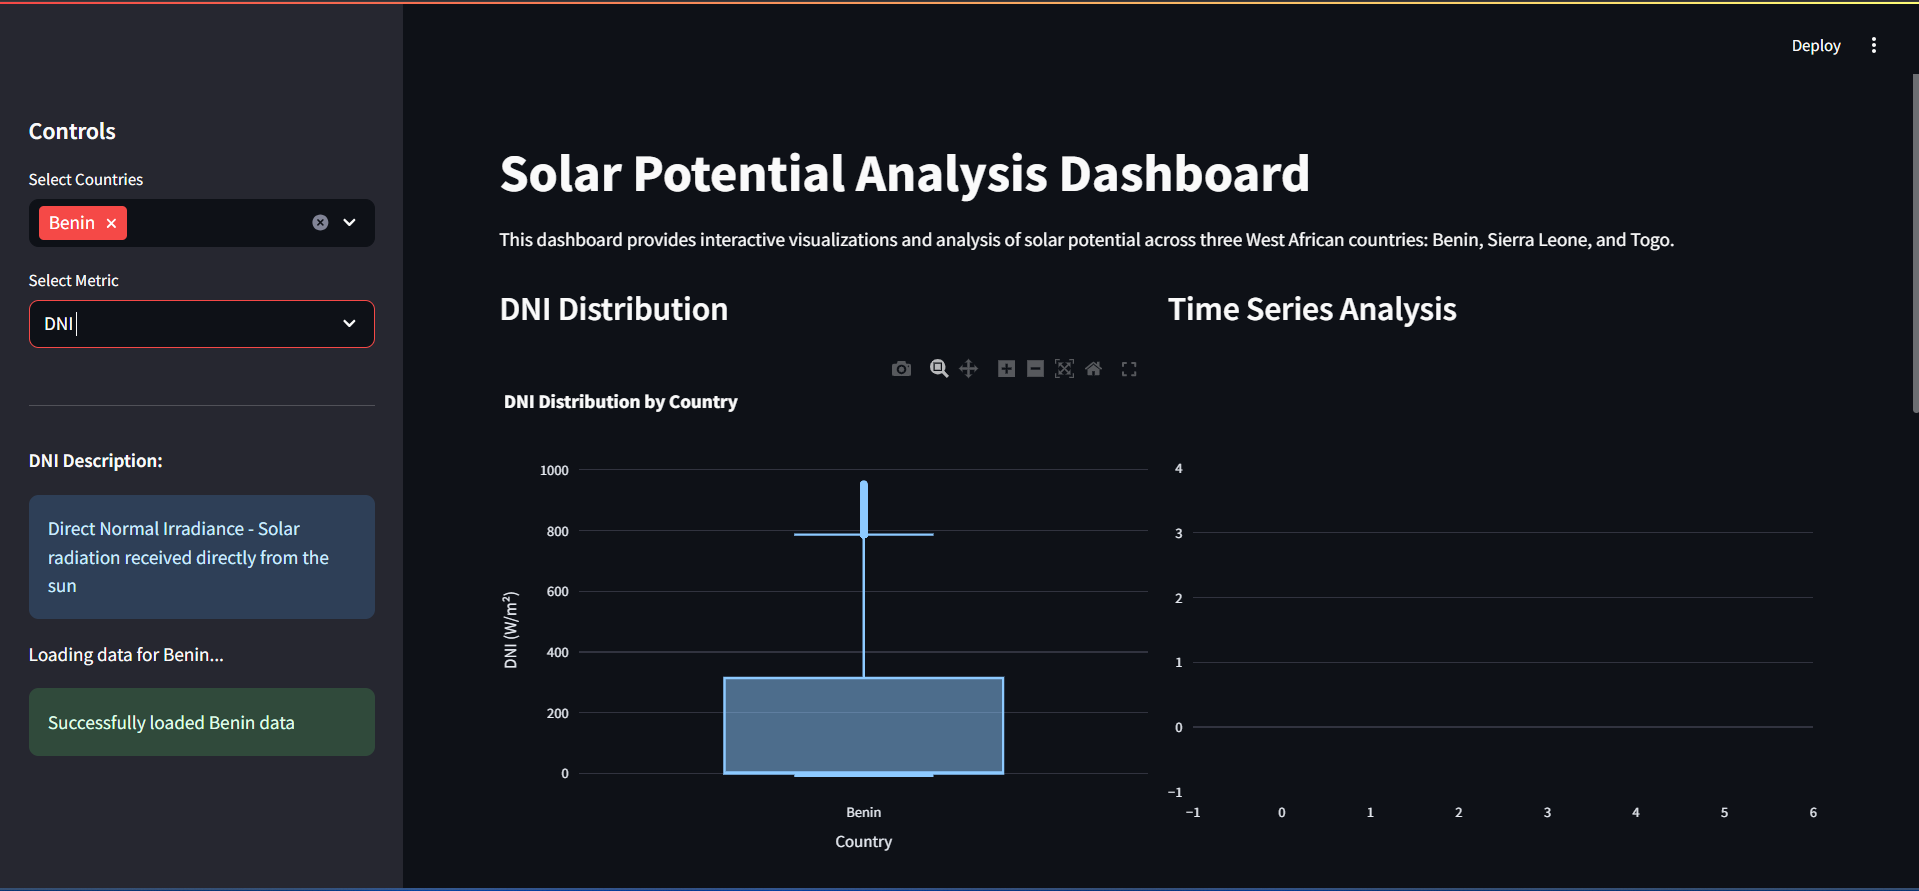 Deploy
Controls
Select Countries
Benin
Select Metric
DNI
DNI Description:
Direct Normal Irradiance - Solar
radiation received directly from the
sun
Loading data for Benin...
Successfully loaded Benin data
Solar Potential Analysis Dashboard
This dashboard provides interactive visualizations and analysis of solar potential across three West African countries: Benin, Sierra Leone, and Togo.
DNI Distribution
DNI Distribution by Country
1000
800
600
400
200
0
DNI (W/m²)
Benin
Country
Time Series Analysis
4
3
2
1
0
−1
−1 0 1 2 3 4 5 6